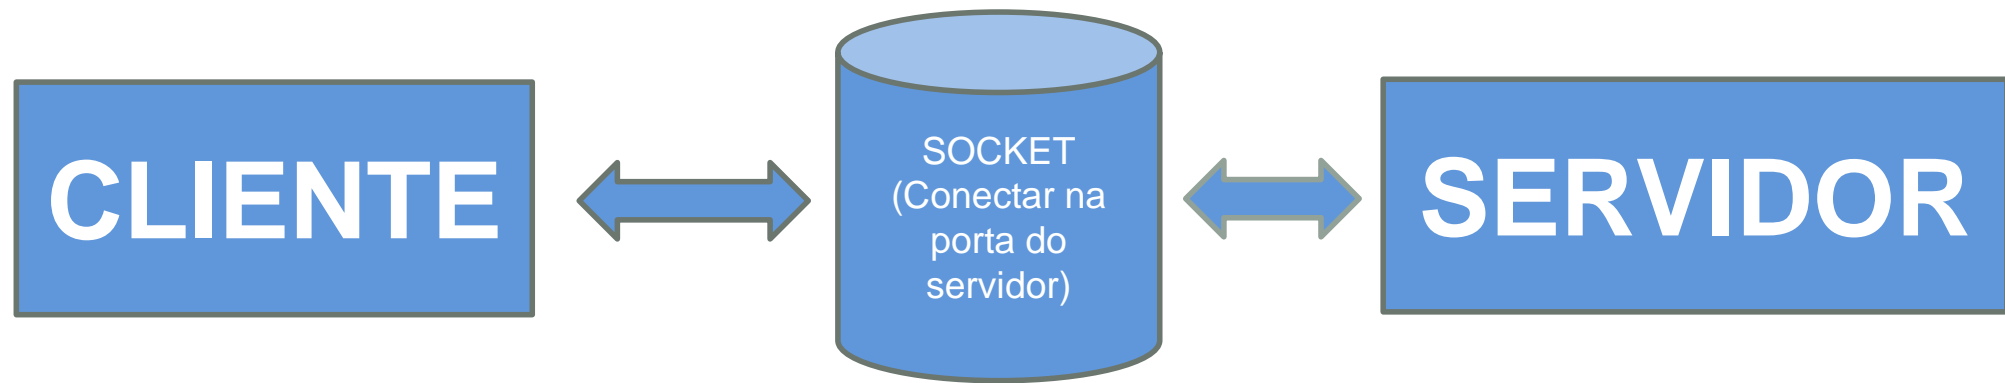 CLIENTE
SOCKET
(Conectar na
porta do
servidor)
SERVIDOR